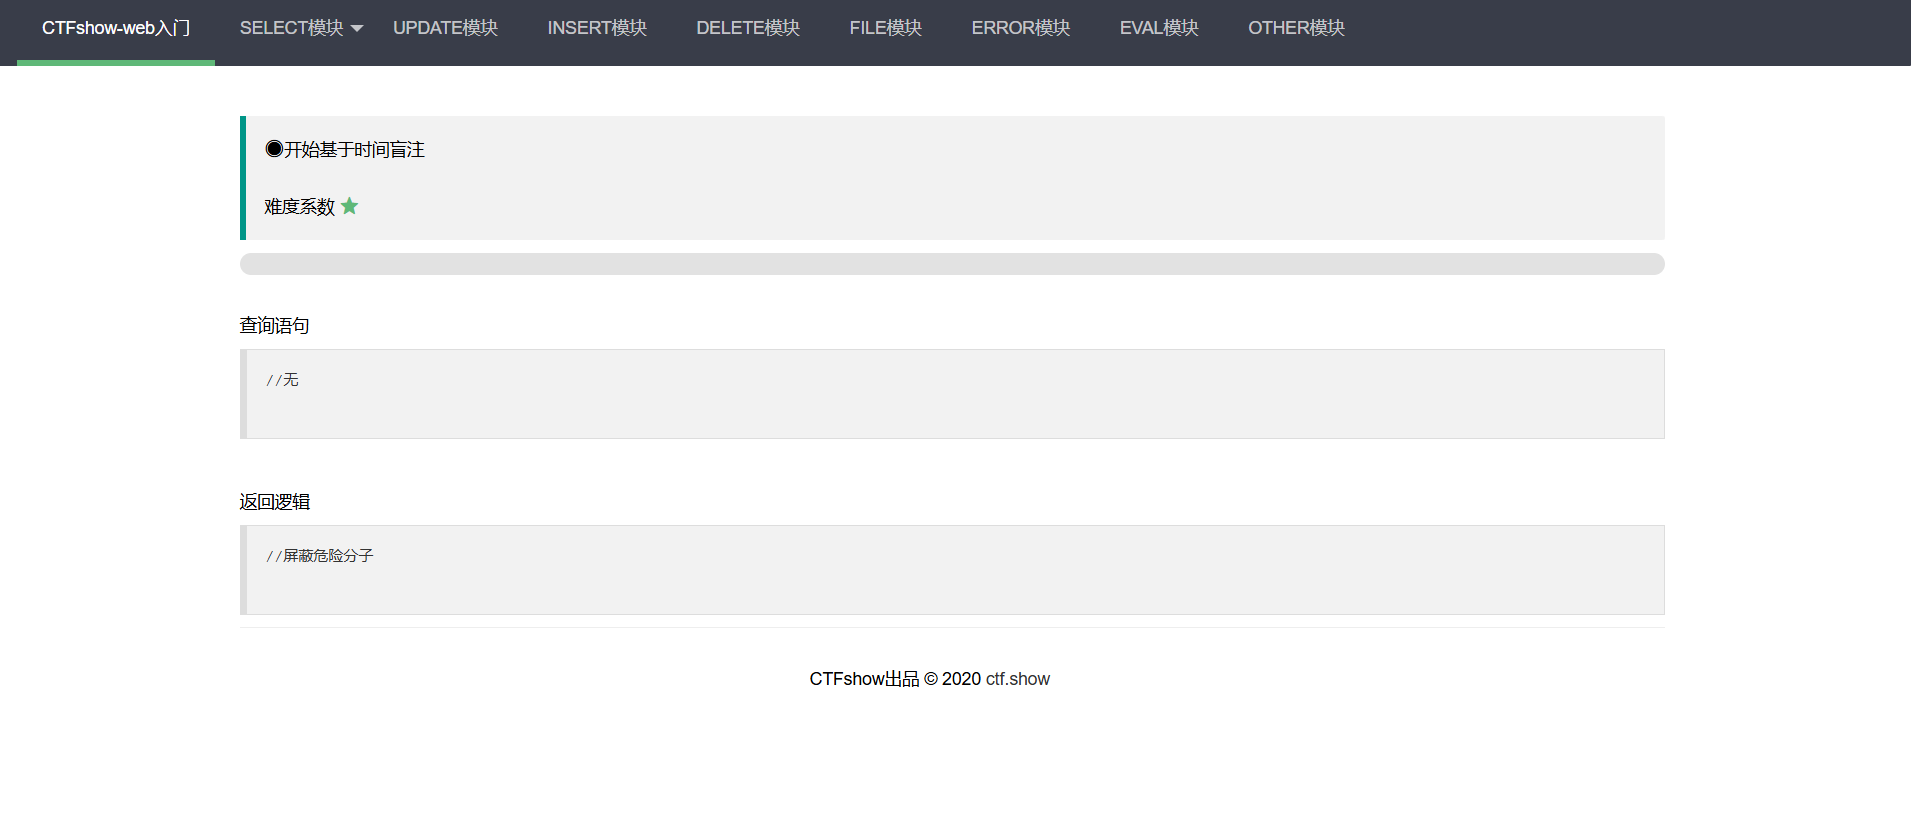 CTFshow-web入门 SELECT模块 UPDATE模块 INSERT模块 DELETE模块 FILE模块 ERROR模块 EVAL模块 OTHER模块
◉开始基于时间盲注
难度系数
查询语句
//无
返回逻辑
//屏蔽危险分子
CTFshow出品 © 2020 ctf.show